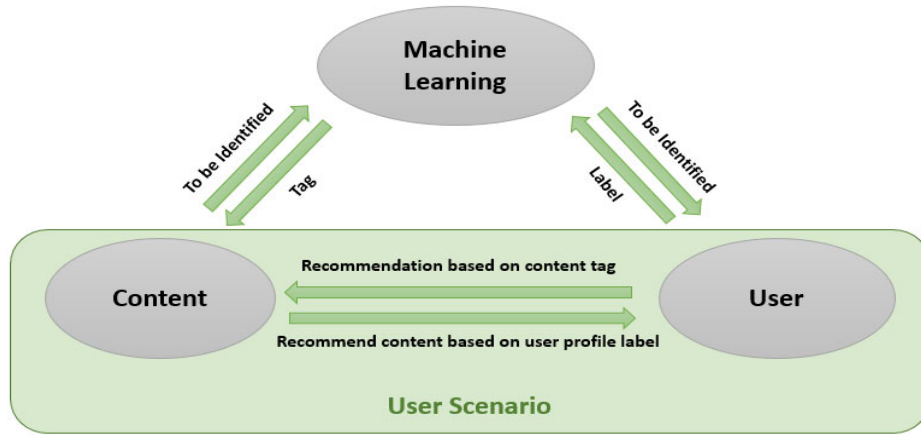 Machine
Learning
To be Identified
Tag
To be Identified
Label
Recommendation based on content tag
Content
User
Recommend content based on user profile label
User Scenario